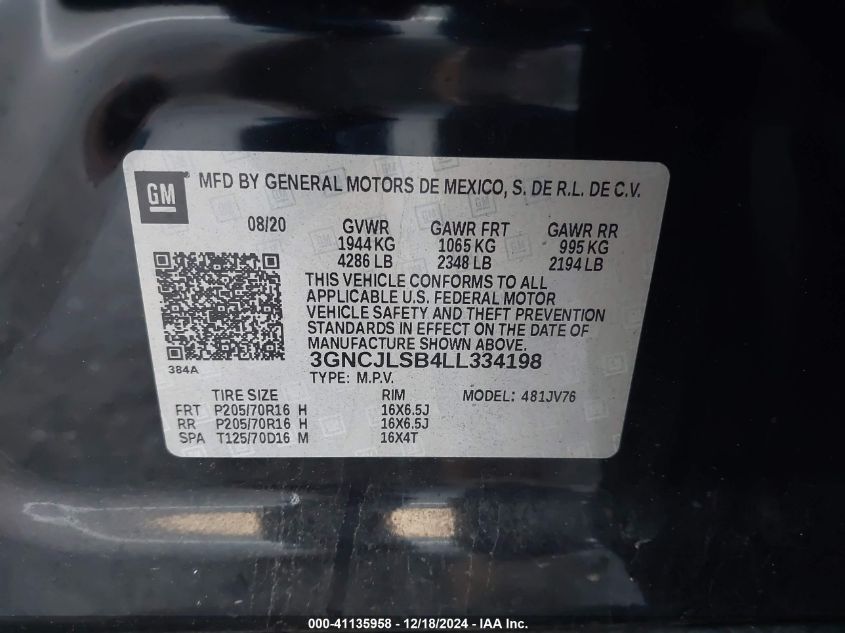 GM MFD BY GENERAL MOTORS DE MEXICO, S. DE R.L. DE C.V.
08/20 GVWR GAWR FRT GAWR RR
1944 KG 1065 KG 995 KG
4286 LB 2348 LB 2194 LB
THIS VEHICLE CONFORMS TO ALL
APPLICABLE U.S. FEDERAL MOTOR
VEHICLE SAFETY AND THEFT PREVENTION
STANDARDS IN EFFECT ON THE DATE OF
MANUFACTURE SHOWN ABOVE.
3GNCJLSB4LL334198
384A
TYPE: M.P.V.
TIRE SIZE RIM MODEL: 481JV76
FRT P205/70R16 H 16X6.5J
RR P205/70R16 H 16X6.5J
SPA T125/70D16 M 16X4T
000-41135958 - 12/18/2024 - IAA Inc.